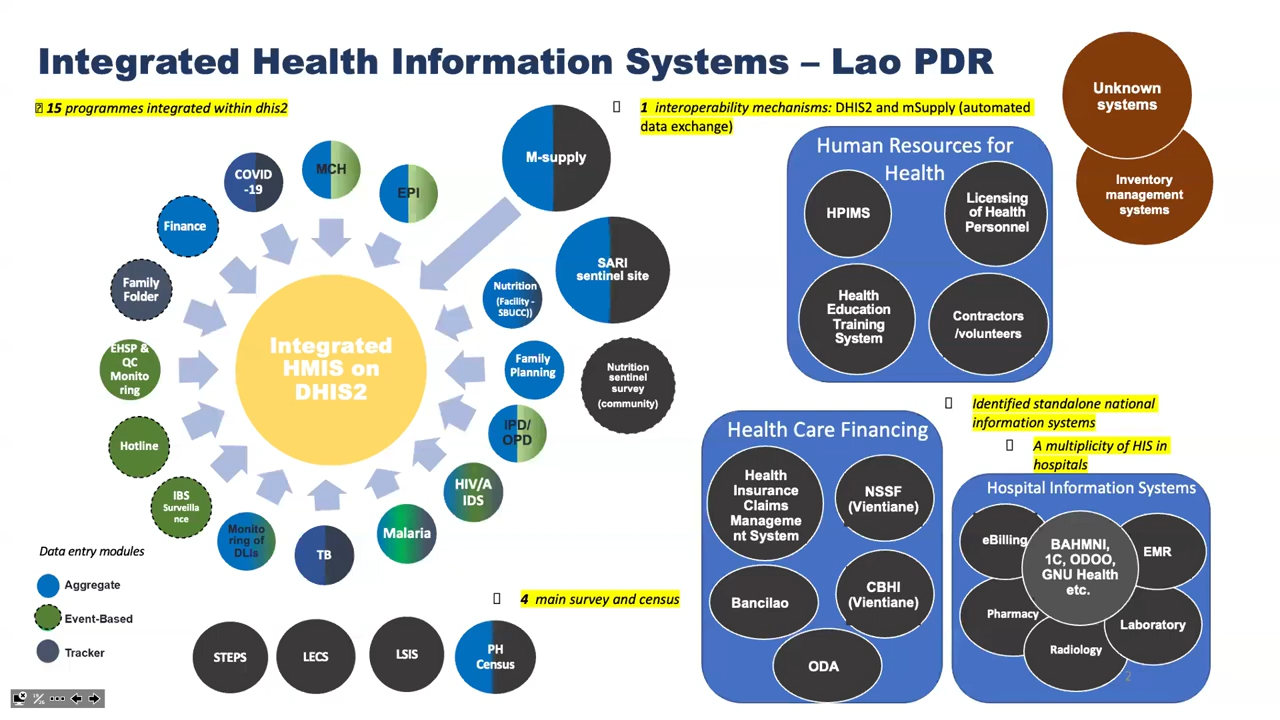 Integrated Health Information Systems – Lao PDR
15 programmes integrated within dhis2
1 interoperability mechanisms: DHIS2 and mSupply (automated
data exchange)
Unknown
systems
Inventory
management
systems
M-supply
SARI
sentinel site
COVID
-19
MCH
EPI
Finance
Family
Folder
EHSP &
QC
Monito
ring
Hotline
IBS
Surveilla
nce
Monito
ring of
DLIs
TB
Malaria
HIV/A
IDS
IPD/
OPD
Family
Planning
Nutrition
(Facility -
SBUCC))
Nutrition
sentinel
survey
(community)
Integrated
HMIS on
DHIS2
Human Resources for
Health
HPIMS
Licensing
of Health
Personnel
Health
Education
Training
System
Contractors
/volunteers
Identified standalone national
information systems
A multiplicity of HIS in
hospitals
Health Care Financing
Health
Insurance
Claims
Manageme
nt System
NSSF
(Vientiane)
Bancilao
CBHI
(Vientiane)
ODA
Hospital Information Systems
eBilling
BAHMNI,
1C, ODOO,
GNU Health
etc.
EMR
Pharmacy
Laboratory
Radiology
Data entry modules
Aggregate
Event-Based
Tracker
4 main survey and census
STEPS
LECS
LSIS
PH
Census
2